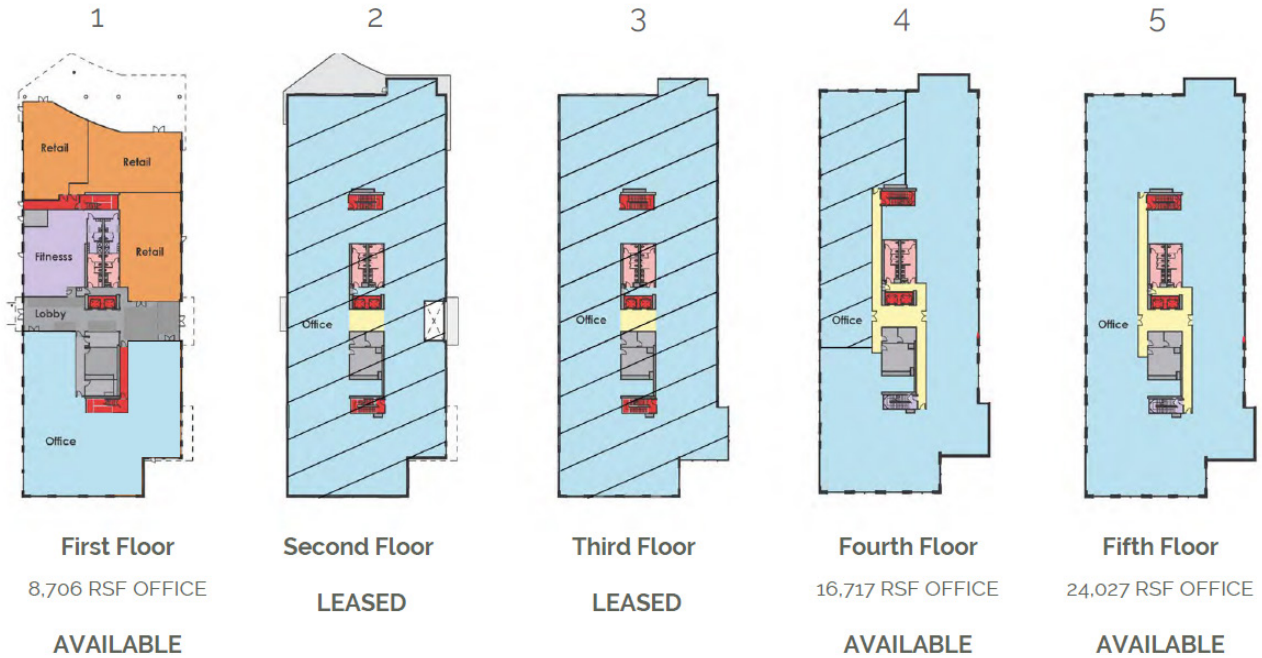 1
2
3
4
5
Retail
Retail
Fitnesss
Retail
Lobby
Office
Office
Office
Office
Office
First Floor
8,706 RSF OFFICE
AVAILABLE
Second Floor
LEASED
Third Floor
LEASED
Fourth Floor
16,717 RSF OFFICE
AVAILABLE
Fifth Floor
24,027 RSF OFFICE
AVAILABLE